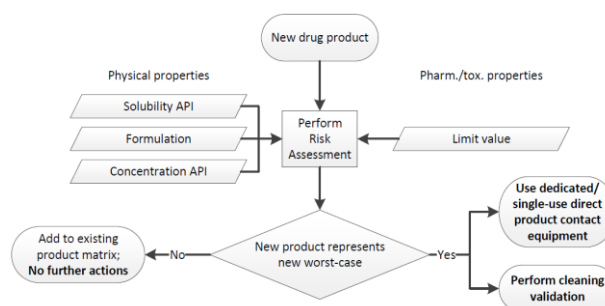 New drug product
Physical properties
Pharm./tox. properties
Solubility API
Formulation
Concentration API
Perform
Risk
Assessment
Limit value
Add to existing
product matrix;
No further actions
No
New product represents
new worst-case
Yes
Use dedicated/
single-use direct
product contact
equipment
Perform cleaning
validation